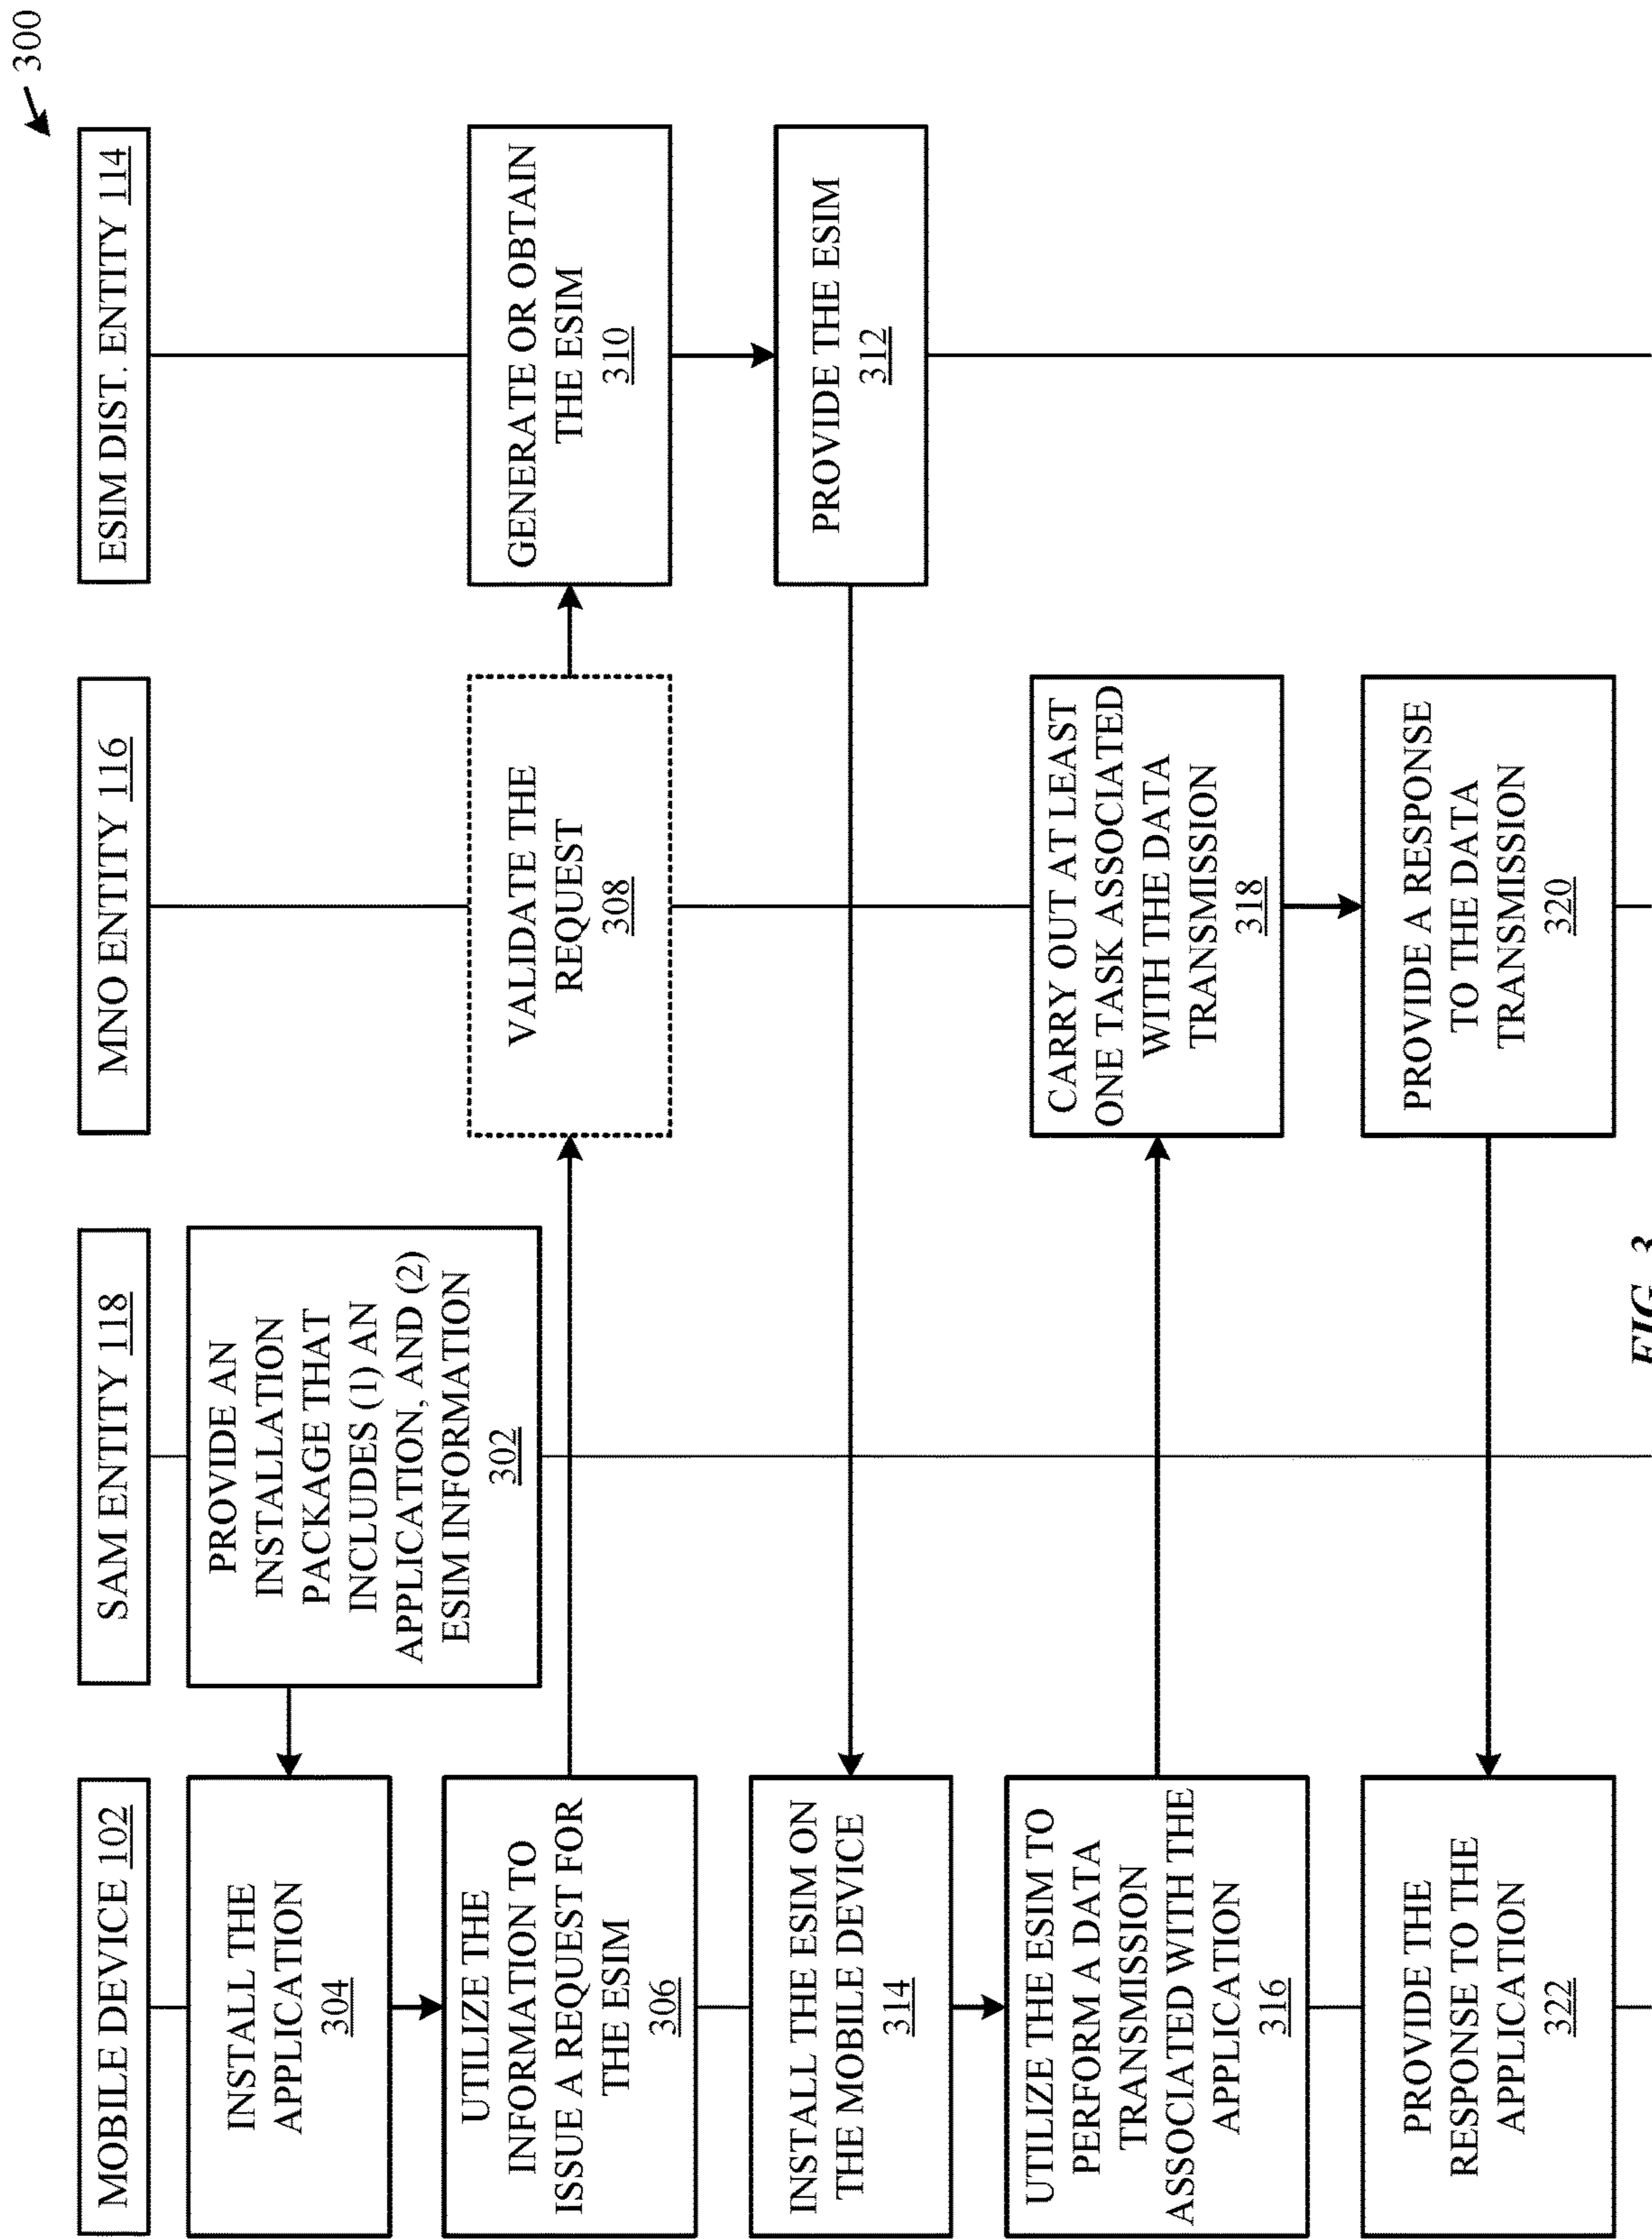 300
MOBILE DEVICE 102
SAM ENTITY 118
MNO ENTITY 116
ESIM DIST. ENTITY 114
PROVIDE AN
INSTALLATION
PACKAGE THAT
INCLUDES (1) AN
APPLICATION, AND (2)
ESIM INFORMATION
302
INSTALL THE
APPLICATION
304
UTILIZE THE
INFORMATION TO
ISSUE A REQUEST FOR
THE ESIM
306
VALIDATE THE
REQUEST
308
GENERATE OR OBTAIN
THE ESIM
310
PROVIDE THE ESIM
312
INSTALL THE ESIM ON
THE MOBILE DEVICE
314
UTILIZE THE ESIM TO
PERFORM A DATA
TRANSMISSION
ASSOCIATED WITH THE
APPLICATION
316
CARRY OUT AT LEAST
ONE TASK ASSOCIATED
WITH THE DATA
TRANSMISSION
318
PROVIDE A RESPONSE
TO THE DATA
TRANSMISSION
320
PROVIDE THE
RESPONSE TO THE
APPLICATION
322
FIG. 3